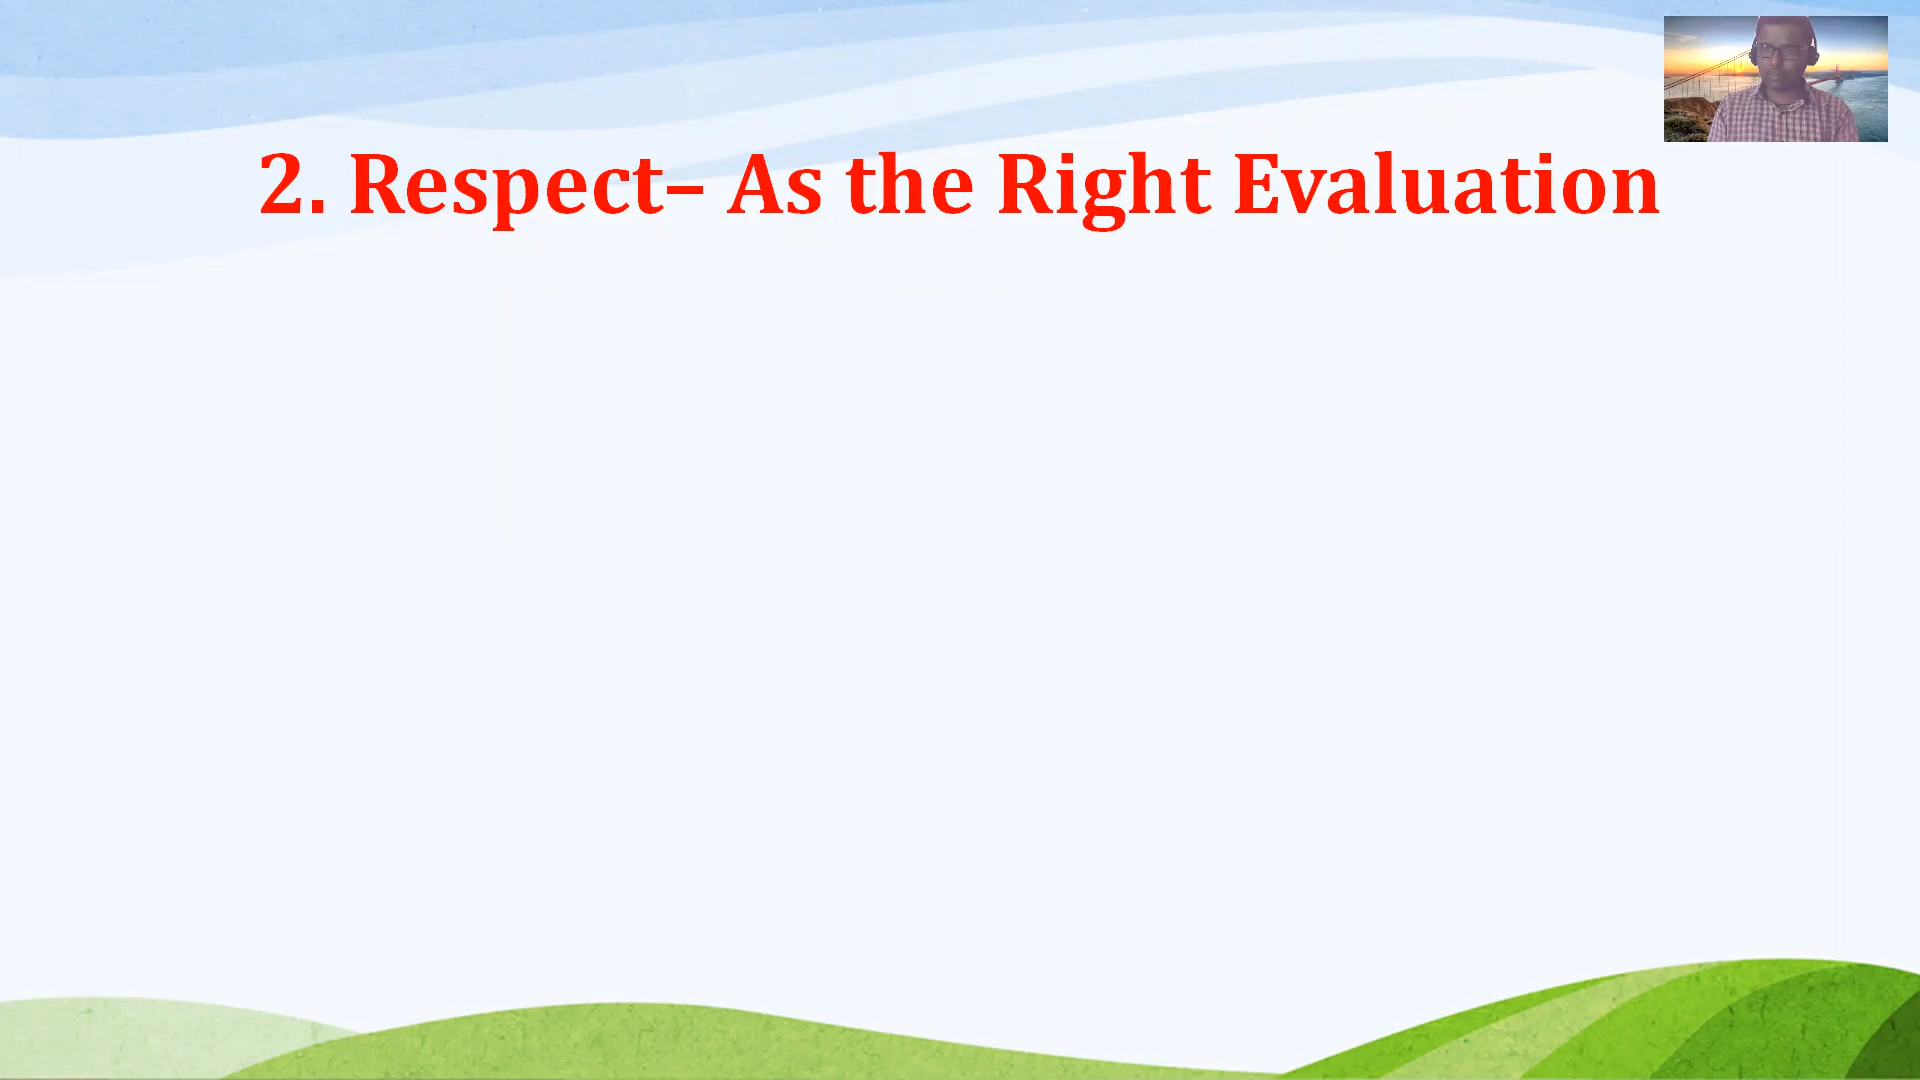 2. Respect– As the Right Evaluation